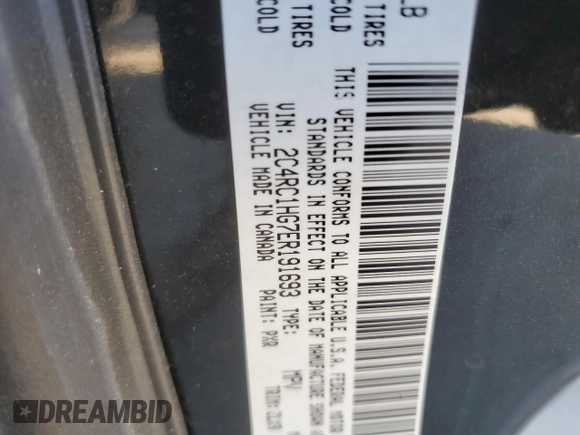 LB
TIRES COLD
TIRES COLD
THIS VEHICLE CONFORMS TO ALL APPLICABLE U.S.A. FEDERAL MOTOR
STANDARDS IN EFFECT ON THE DATE OF MANUFACTURE SHOWN
VIN: 2C4RC1HG7ER191693 TYPE: MPV
VEHICLE MADE IN CANADA PAINT: PXR TRIM:
DREAMBID